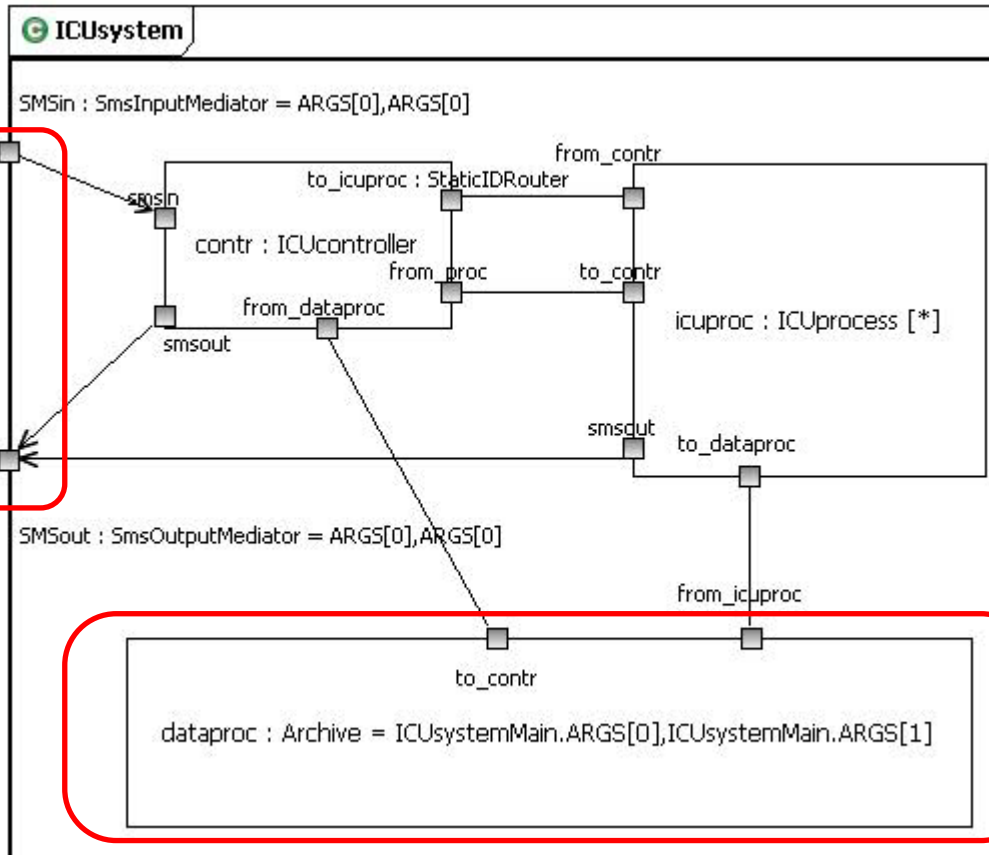 ICUsystem
SMSin : SmsInputMediator = ARGS[0],ARGS[0]
from_contr
to_icuproc : StaticIDRouter
smsin
contr : ICUcontroller
from_proc
to_contr
from_dataproc
icuproc : ICUprocess [*]
smsout
smsout
to_dataproc
SMSout : SmsOutputMediator = ARGS[0],ARGS[0]
from_icuproc
to_contr
dataproc : Archive = ICUsystemMain.ARGS[0],ICUsystemMain.ARGS[1]